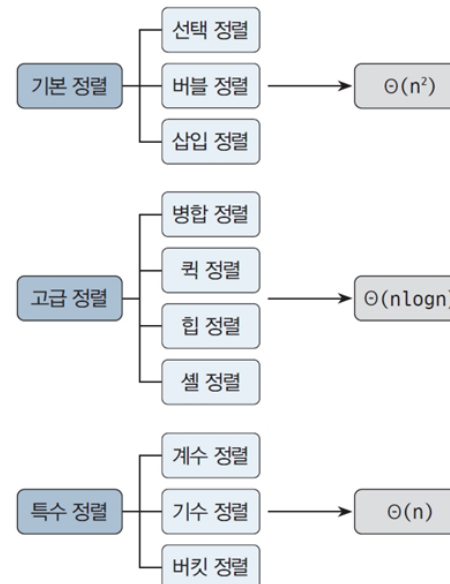 선택 정렬
기본 정렬
버블 정렬
Θ(n²)
삽입 정렬
병합 정렬
퀵 정렬
고급 정렬
Θ(nlogn)
힙 정렬
셸 정렬
계수 정렬
특수 정렬
기수 정렬
Θ(n)
버킷 정렬